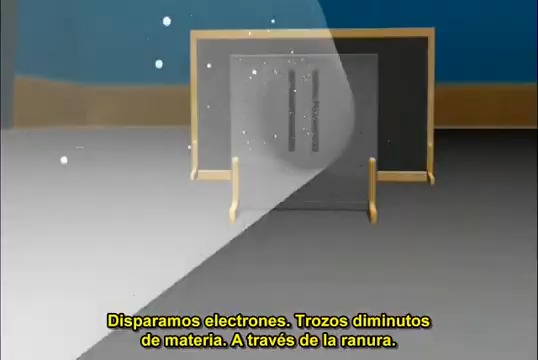 Disparamos electrones. Trozos diminutos
de materia. A través de la ranura.